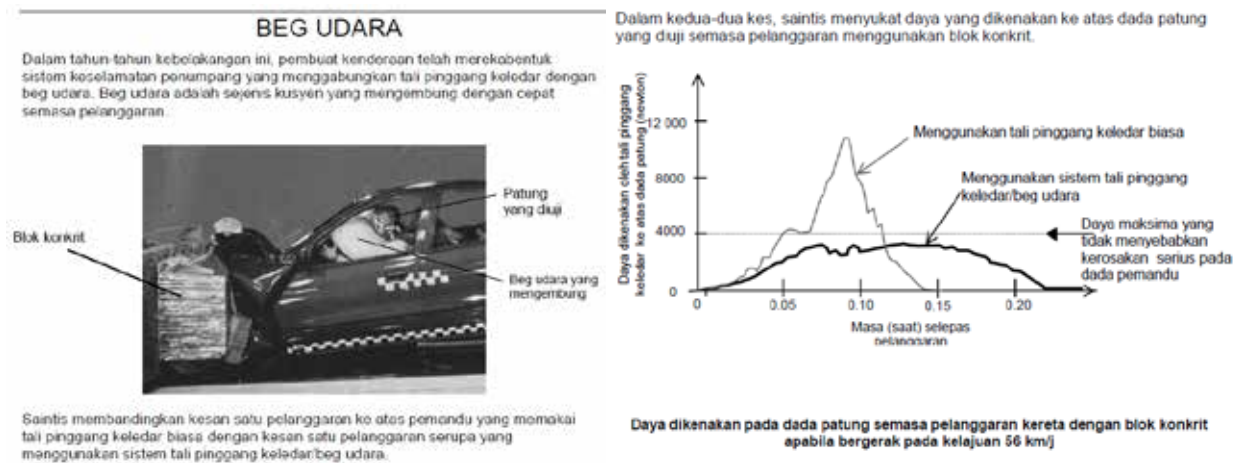 BEG UDARA
Dalam tahun-tahun kebelakangan ini, pembuat kenderaan telah merekabentuk
sistem keselamatan penumpang yang menggabungkan tali pinggang keledar dengan
beg udara. Beg udara adalah sejenis kusyen yang mengembung dengan cepat
semasa pelanggaran.
Blok konkrit
Patung
yang diuji
Beg udara yang
mengembung
Saintis membandingkan kesan satu pelanggaran ke atas pemandu yang memakai
tali pinggang keledar biasa dengan kesan satu pelanggaran serupa yang
menggunakan sistem tali pinggang keledar/beg udara.
Dalam kedua-dua kes, saintis menyukat daya yang dikenakan ke atas dada patung
yang diuji semasa pelanggaran menggunakan blok konkrit.
Daya dikenakan oleh tali pinggang
keledar ke atas dada patung (newton)
12 000
8000
4000
0
0
0.05
0.10
0.15
0.20
Menggunakan tali pinggang keledar biasa
Menggunakan sistem tali pinggang
keledar/beg udara
Daya maksima yang
tidak menyebabkan
kerosakan serius pada
dada pemandu
Masa (saat) selepas
pelanggaran
Daya dikenakan pada dada patung semasa pelanggaran kereta dengan blok konkrit
apabila bergerak pada kelajuan 56 km/j